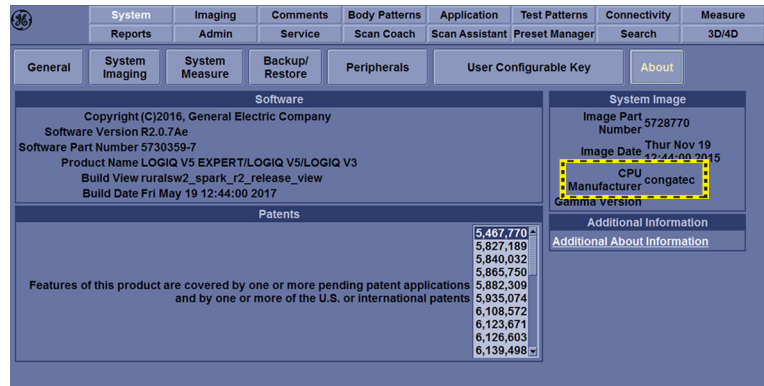 System Imaging Comments Body Patterns Application Test Patterns Connectivity Measure
Reports Admin Service Scan Coach Scan Assistant Preset Manager Search 3D/4D
General System Imaging System Measure Backup/ Restore Peripherals User Configurable Key About
Software
Copyright (C)2016, General Electric Company
Software Version R2.0.7Ae
Software Part Number 5730359-7
Product Name LOGIQ V5 EXPERT/LOGIQ V5/LOGIQ V3
Build View ruralsw2_spark_r2_release_view
Build Date Fri May 19 12:44:00 2017
Patents
Features of this product are covered by one or more pending patent applications
and by one or more of the U.S. or international patents
5,467,770
5,827,189
5,840,032
5,865,750
5,882,309
5,935,074
6,108,572
6,123,671
6,126,603
6,139,498
System Image
Image Part Number 5728770
Image Date Thur Nov 19
12:44:00 2015
CPU Manufacturer congatec
Gamma Version
Additional Information
Additional About Information